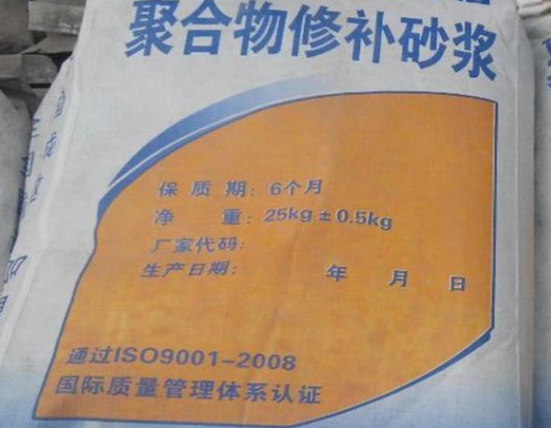 聚合物修补砂浆
保质期：6个月
净重：25kg±0.5kg
厂家代码：
生产日期： 年 月 日
通过ISO9001-2008
国际质量管理体系认证